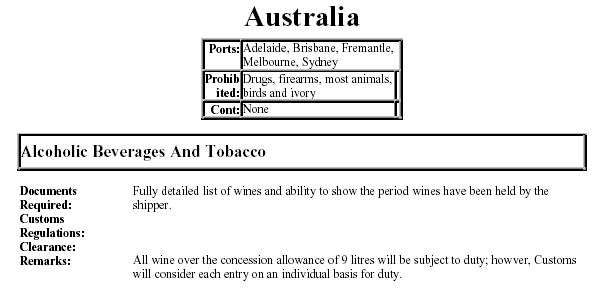 Australia
Ports: Adelaide, Brisbane, Fremantle,
Melbourne, Sydney
Prohib Drugs, firearms, most animals,
ited: birds and ivory
Cont: None
Alcoholic Beverages And Tobacco
Documents Fully detailed list of wines and ability to show the period wines have been held by the
Required: shipper.
Customs
Regulations:
Clearance:
Remarks: All wine over the concession allowance of 9 litres will be subject to duty; howver, Customs
will consider each entry on an individual basis for duty.